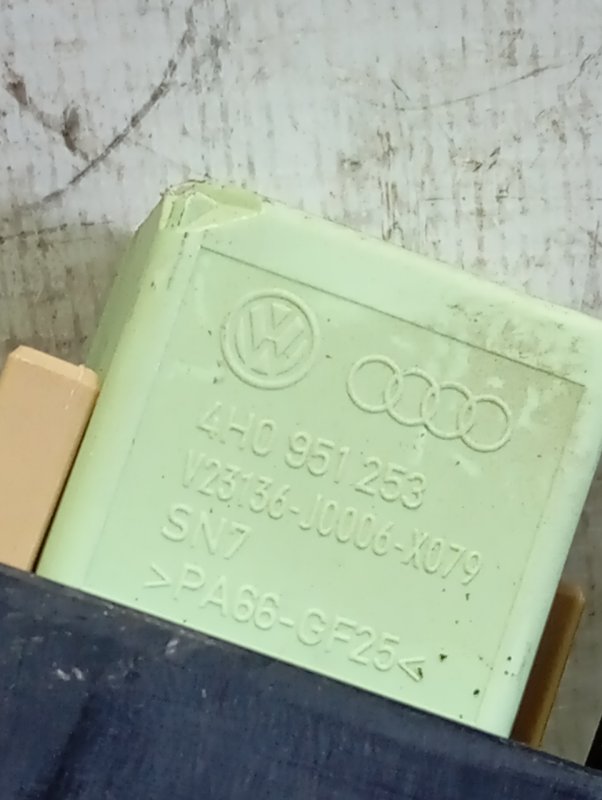 4H0 951 253
V23136-J0006-X079
SN7
>PA66-GF25<